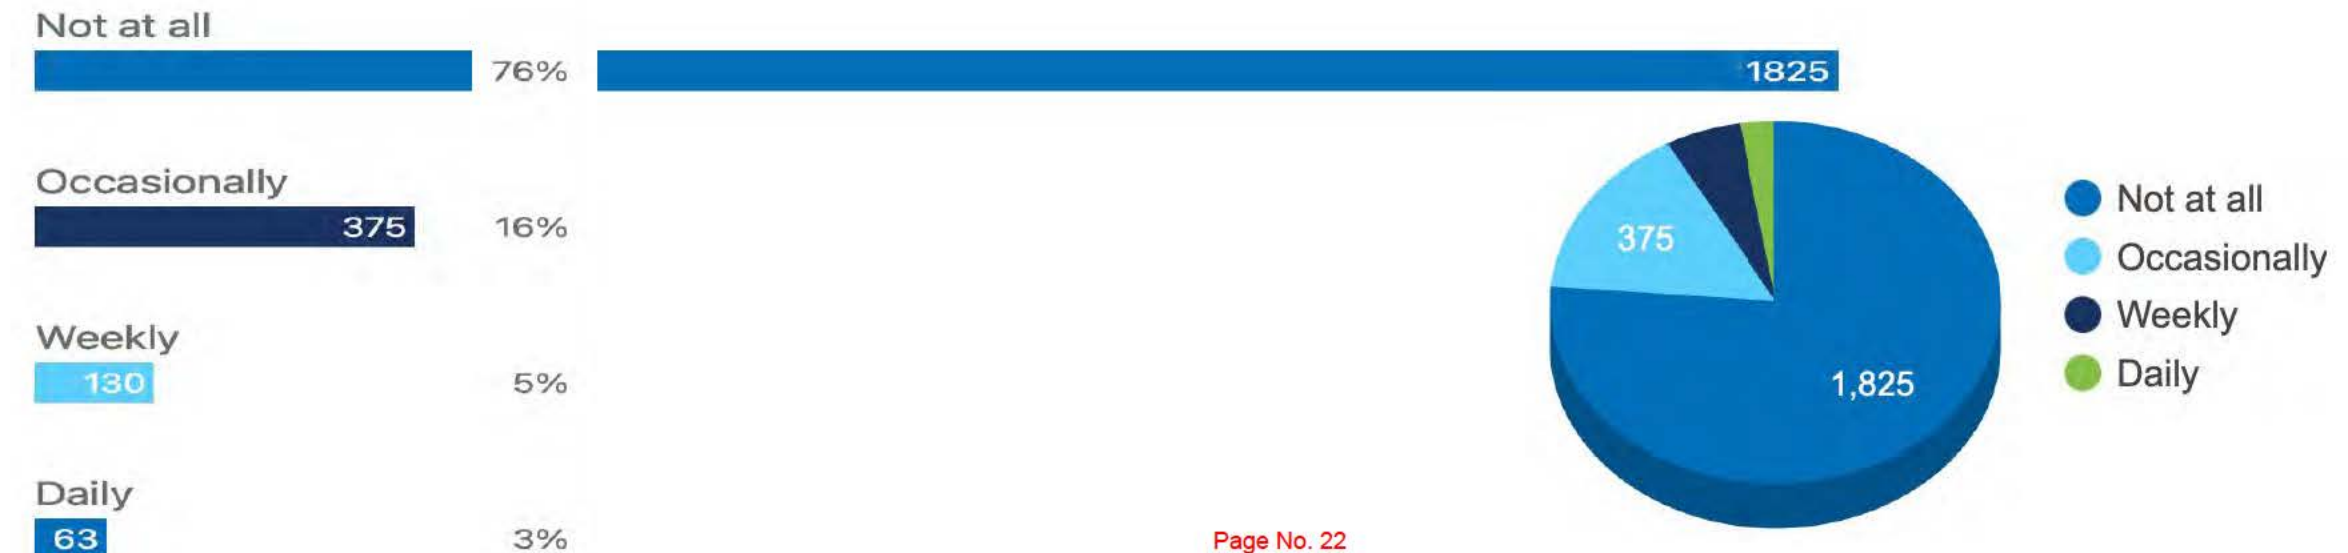 Not at all
76% 1825
Occasionally
375 16%
Weekly
130 5%
Daily
63 3%
375
1,825
Not at all
Occasionally
Weekly
Daily
Page No. 22